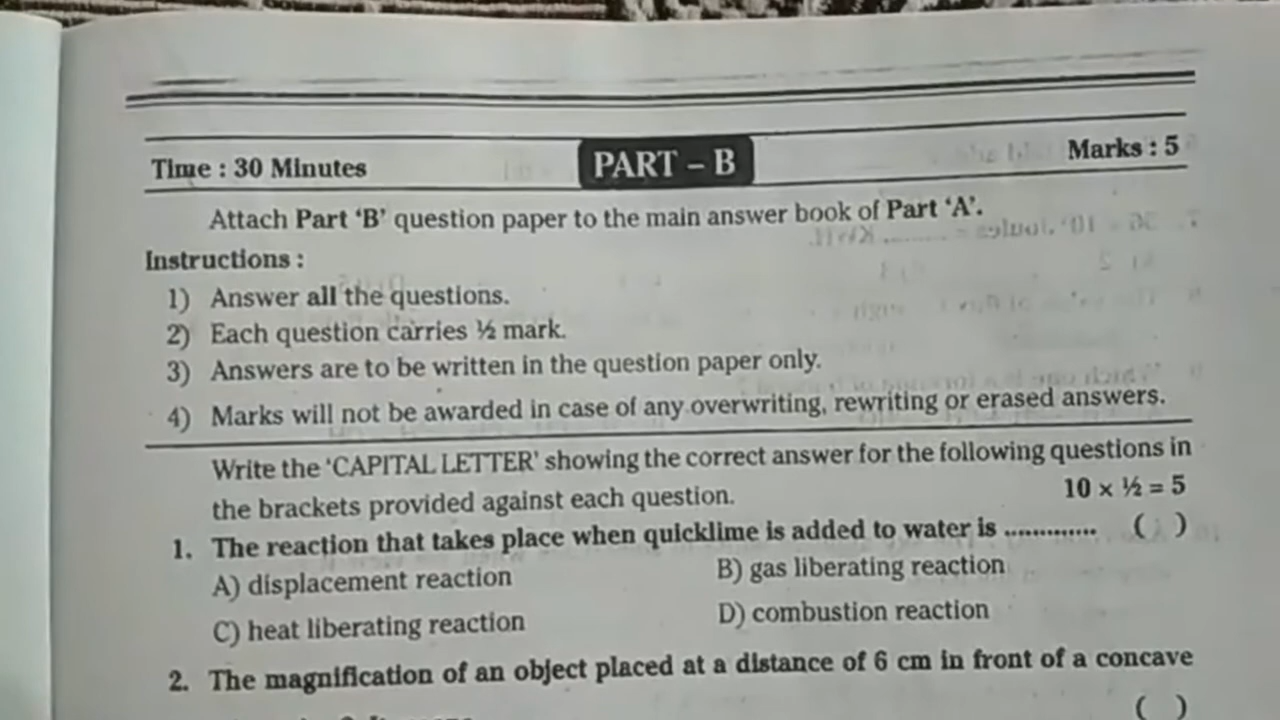 Time : 30 Minutes PART – B Marks : 5
Attach Part ‘B’ question paper to the main answer book of Part ‘A’.
Instructions :
1) Answer all the questions.
2) Each question carries ½ mark.
3) Answers are to be written in the question paper only.
4) Marks will not be awarded in case of any overwriting, rewriting or erased answers.
Write the ‘CAPITAL LETTER’ showing the correct answer for the following questions in
the brackets provided against each question. 10 × ½ = 5
1. The reaction that takes place when quicklime is added to water is ............. ( )
A) displacement reaction B) gas liberating reaction
C) heat liberating reaction D) combustion reaction
2. The magnification of an object placed at a distance of 6 cm in front of a concave
( )